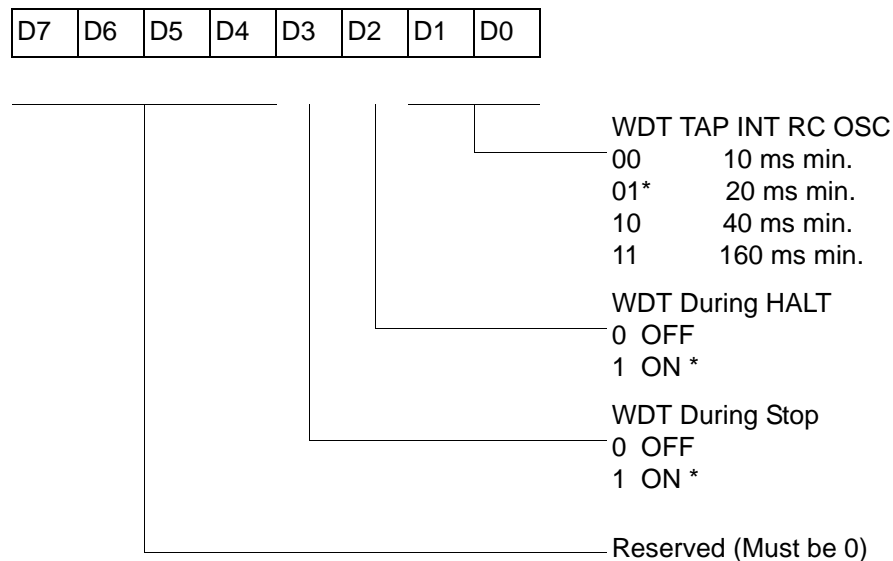 D7 D6 D5 D4 D3 D2 D1 D0
WDT TAP INT RC OSC
00 10 ms min.
01* 20 ms min.
10 40 ms min.
11 160 ms min.
WDT During HALT
0 OFF
1 ON *
WDT During Stop
0 OFF
1 ON *
Reserved (Must be 0)